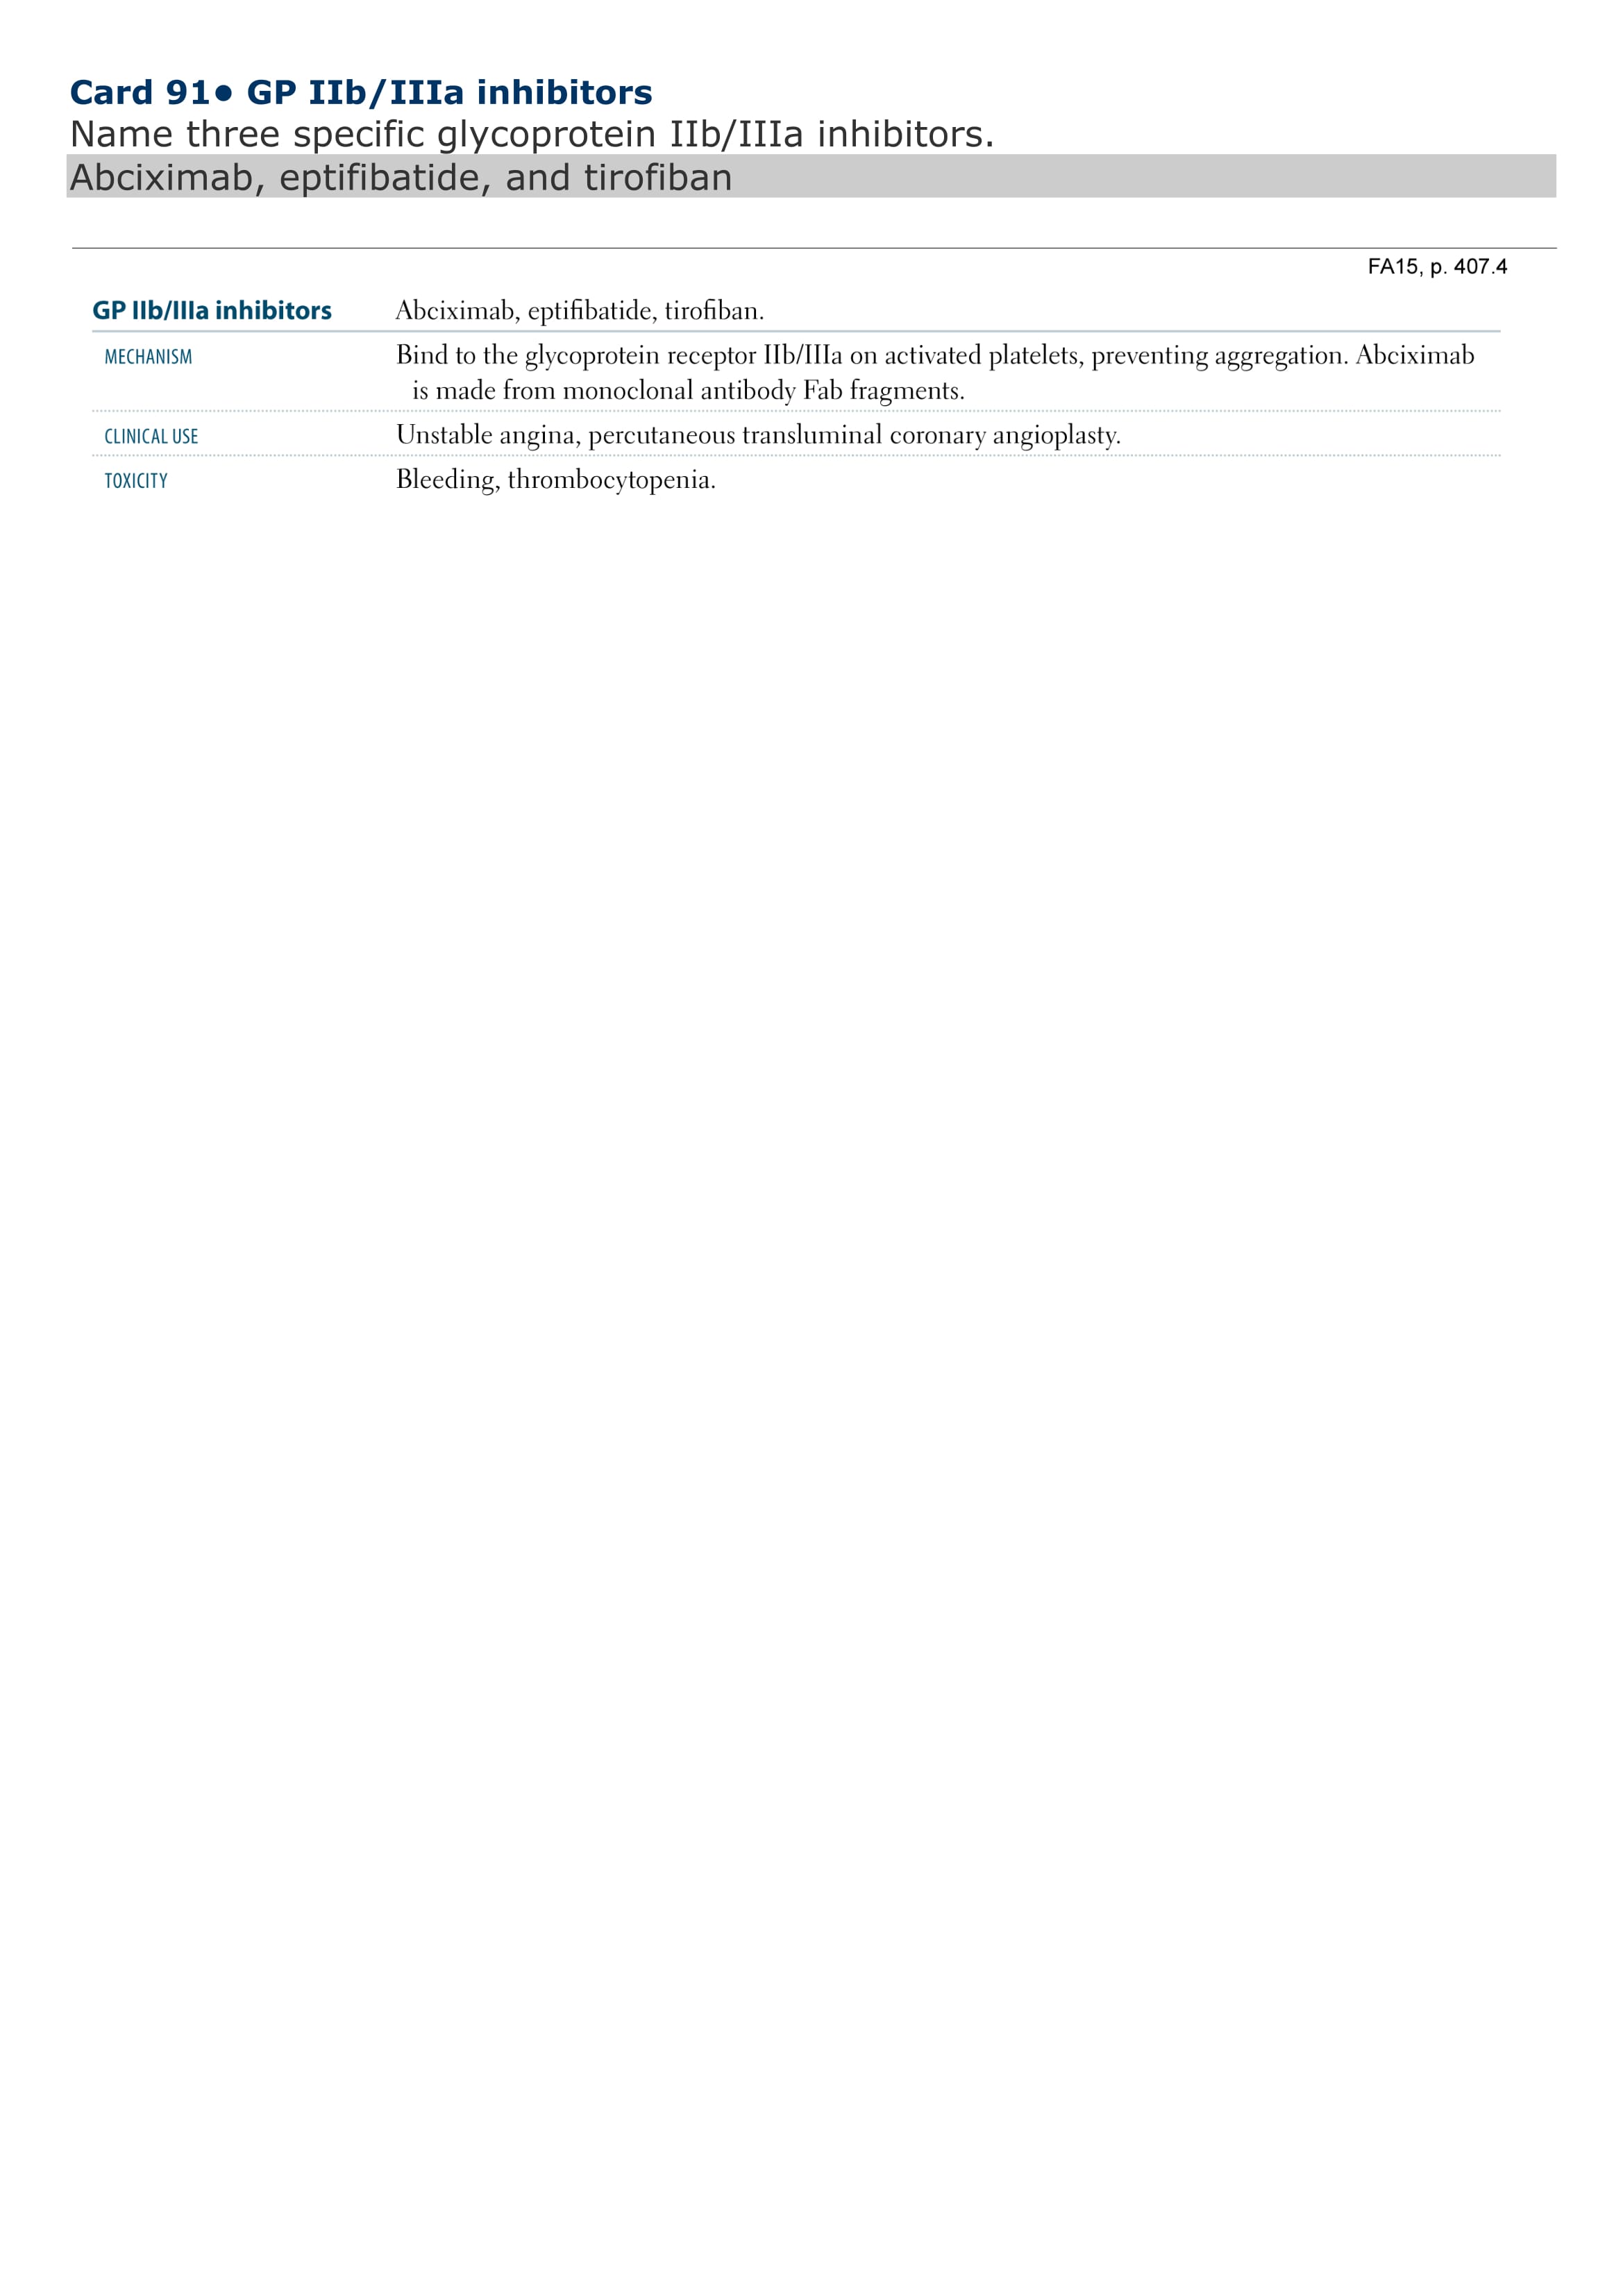 Card 91● GP IIb/IIIa inhibitors
Name three specific glycoprotein IIb/IIIa inhibitors.
Abciximab, eptifibatide, and tirofiban
FA15, p. 407.4
GP IIb/IIIa inhibitors Abciximab, eptifibatide, tirofiban.
MECHANISM Bind to the glycoprotein receptor IIb/IIIa on activated platelets, preventing aggregation. Abciximab
is made from monoclonal antibody Fab fragments.
CLINICAL USE Unstable angina, percutaneous transluminal coronary angioplasty.
TOXICITY Bleeding, thrombocytopenia.